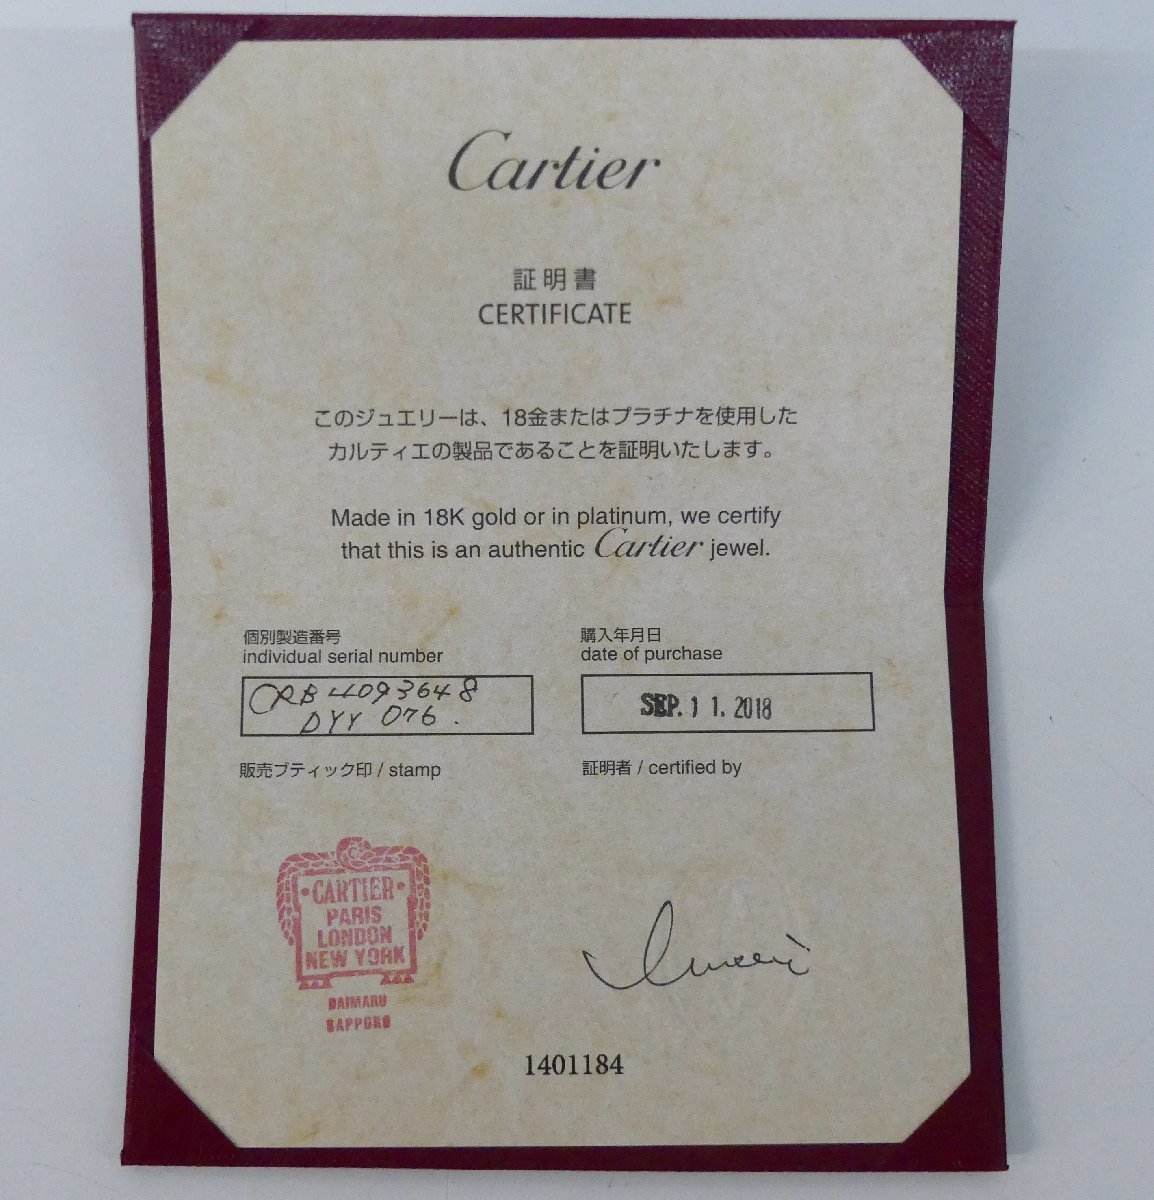 Cartier
証明書
CERTIFICATE
このジュエリーは、18金またはプラチナを使用した
カルティエの製品であることを証明いたします。
Made in 18K gold or in platinum, we certify
that this is an authentic Cartier jewel.
個別製造番号
individual serial number
CRB4093648
DYY 076.
購入年月日
date of purchase
SEP. 11. 2018
販売ブティック印 / stamp
証明者 / certified by
·CARTIER·
PARIS
LONDON
NEW YORK
DAIMARU
SAPPORO
1401184